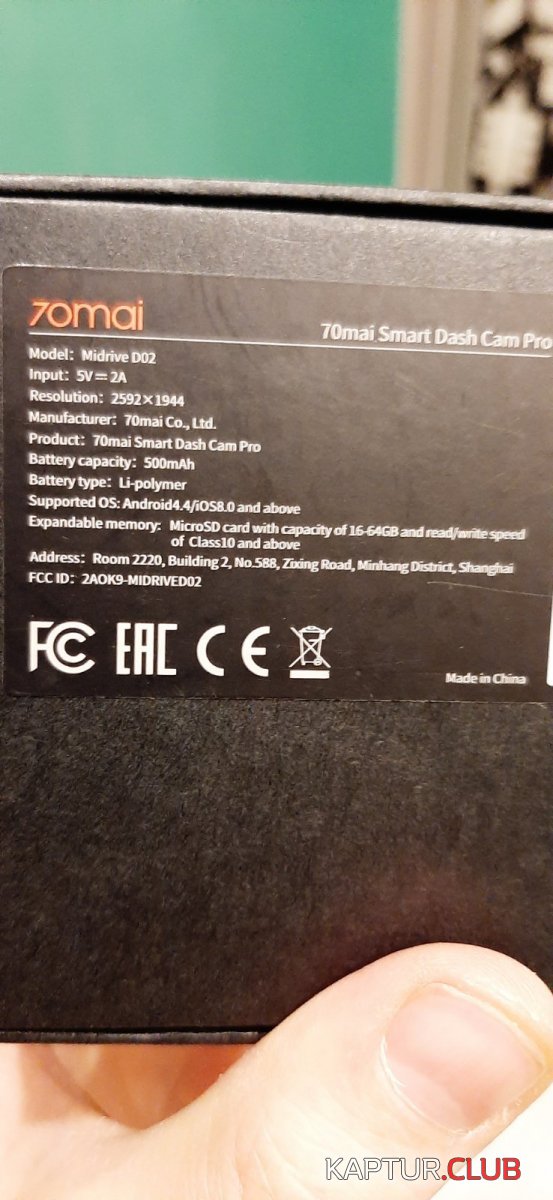 70mai
70mai Smart Dash Cam Pro
Model: Midrive D02
Input: 5V⎓2A
Resolution: 2592×1944
Manufacturer: 70mai Co., Ltd.
Product: 70mai Smart Dash Cam Pro
Battery capacity: 500mAh
Battery type: Li-polymer
Supported OS: Android4.4/iOS8.0 and above
Expandable memory: MicroSD card with capacity of 16-64GB and read/write speed
of Class10 and above
Address: Room 2220, Building 2, No.588, Zixing Road, Minhang District, Shanghai
FCC ID: 2AOK9-MIDRIVED02
FC EAC CE
Made in China
KAPTUR.CLUB